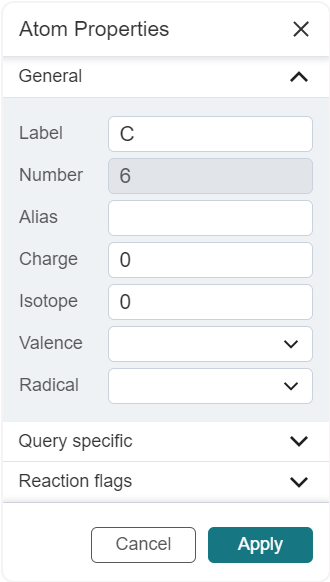 Atom Properties
General
Label C
Number 6
Alias
Charge 0
Isotope 0
Valence
Radical
Query specific
Reaction flags
Cancel Apply